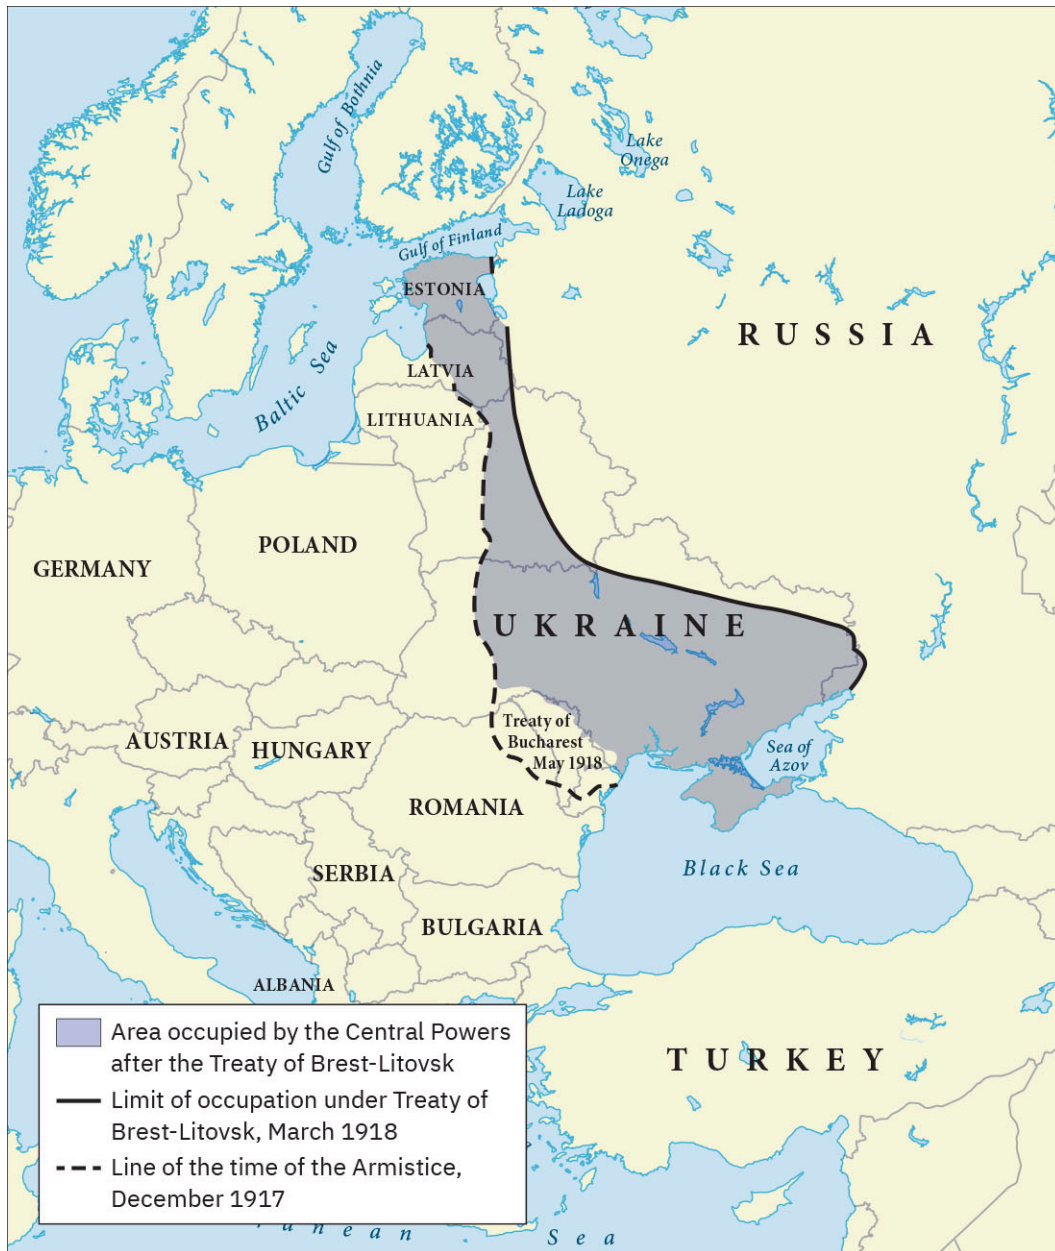 Gulf of Bothnia
Lake
Onega
Lake
Ladoga
Gulf of Finland
ESTONIA
RUSSIA
Baltic Sea
LATVIA
LITHUANIA
POLAND
GERMANY
UKRAINE
Treaty of
Bucharest
May 1918
AUSTRIA
HUNGARY
Sea of
Azov
ROMANIA
Black Sea
SERBIA
BULGARIA
ALBANIA
TURKEY
Area occupied by the Central Powers
after the Treaty of Brest-Litovsk
Limit of occupation under Treaty of
Brest-Litovsk, March 1918
Line of the time of the Armistice,
December 1917
ranean Sea